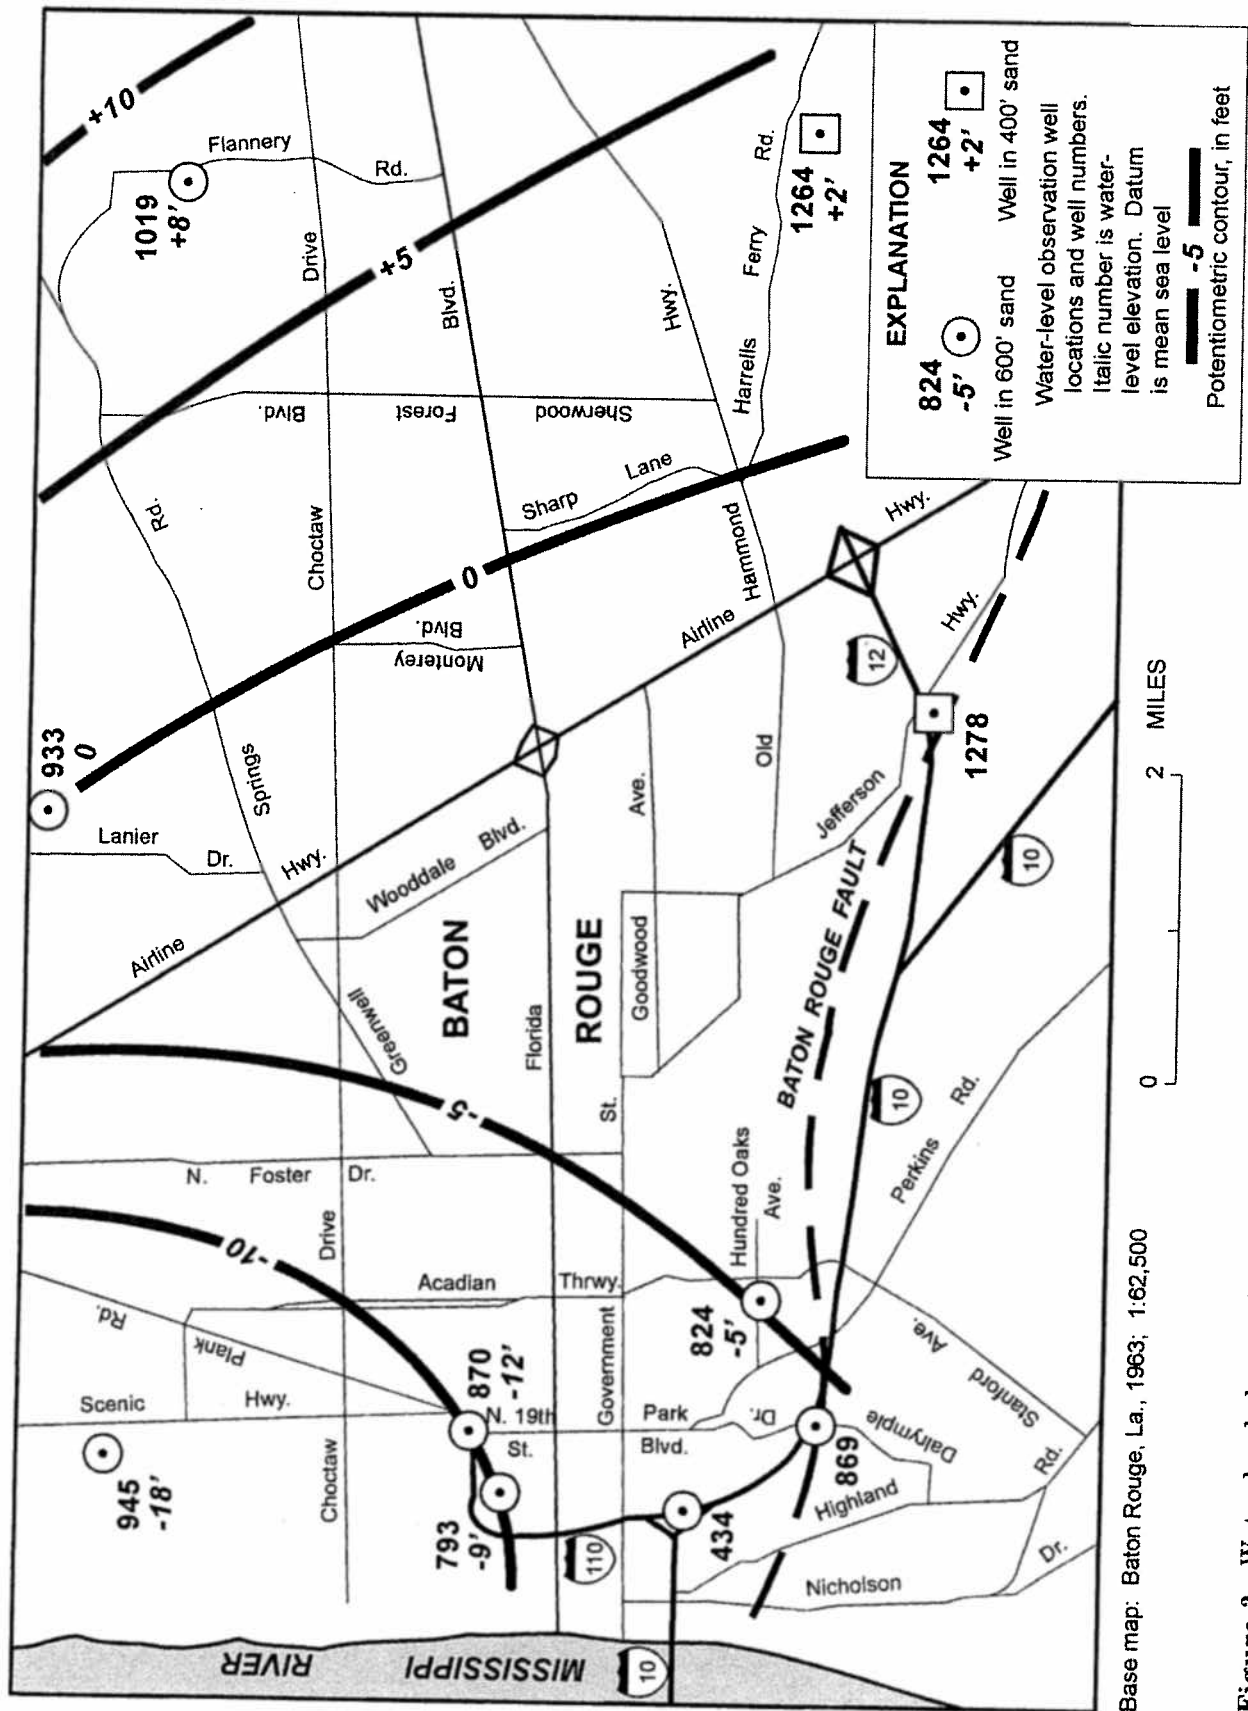 945
-18'
Scenic
Hwy.
Plank
Rd.
-10
N. Foster Dr.
Airline
Hwy.
Lanier
Dr.
933
0
Springs
Rd.
1019
+8'
+10
Flannery
Rd.
Choctaw
Drive
Choctaw
Drive
Greenwell
-5
Wooddale Blvd.
Monterey
Blvd.
0
Sherwood Forest Blvd.
+5
793
-9'
870
-12'
N. 19th
St.
Acadian Thrwy.
BATON
ROUGE
Florida
Blvd.
Sharp Lane
MISSISSIPPI RIVER
110
Government
St.
Goodwood
Ave.
Airline
Hwy.
Old
Hammond
Hwy.
10
434
Park
Blvd.
Dr.
824
-5'
Hundred Oaks
Ave.
Jefferson
Hwy.
12
Harrells Ferry Rd.
1264
+2'
BATON ROUGE FAULT
869
Dalrymple
Highland
Rd.
Nicholson
Dr.
Stanford
Ave.
Perkins
Rd.
10
10
1278
EXPLANATION
824
-5'
1264
+2'
Well in 600' sand
Well in 400' sand
Water-level observation well
locations and well numbers.
Italic number is water-
level elevation. Datum
is mean sea level
-5
Potentiometric contour, in feet
0
2
MILES
Base map: Baton Rouge, La., 1963; 1:62,500